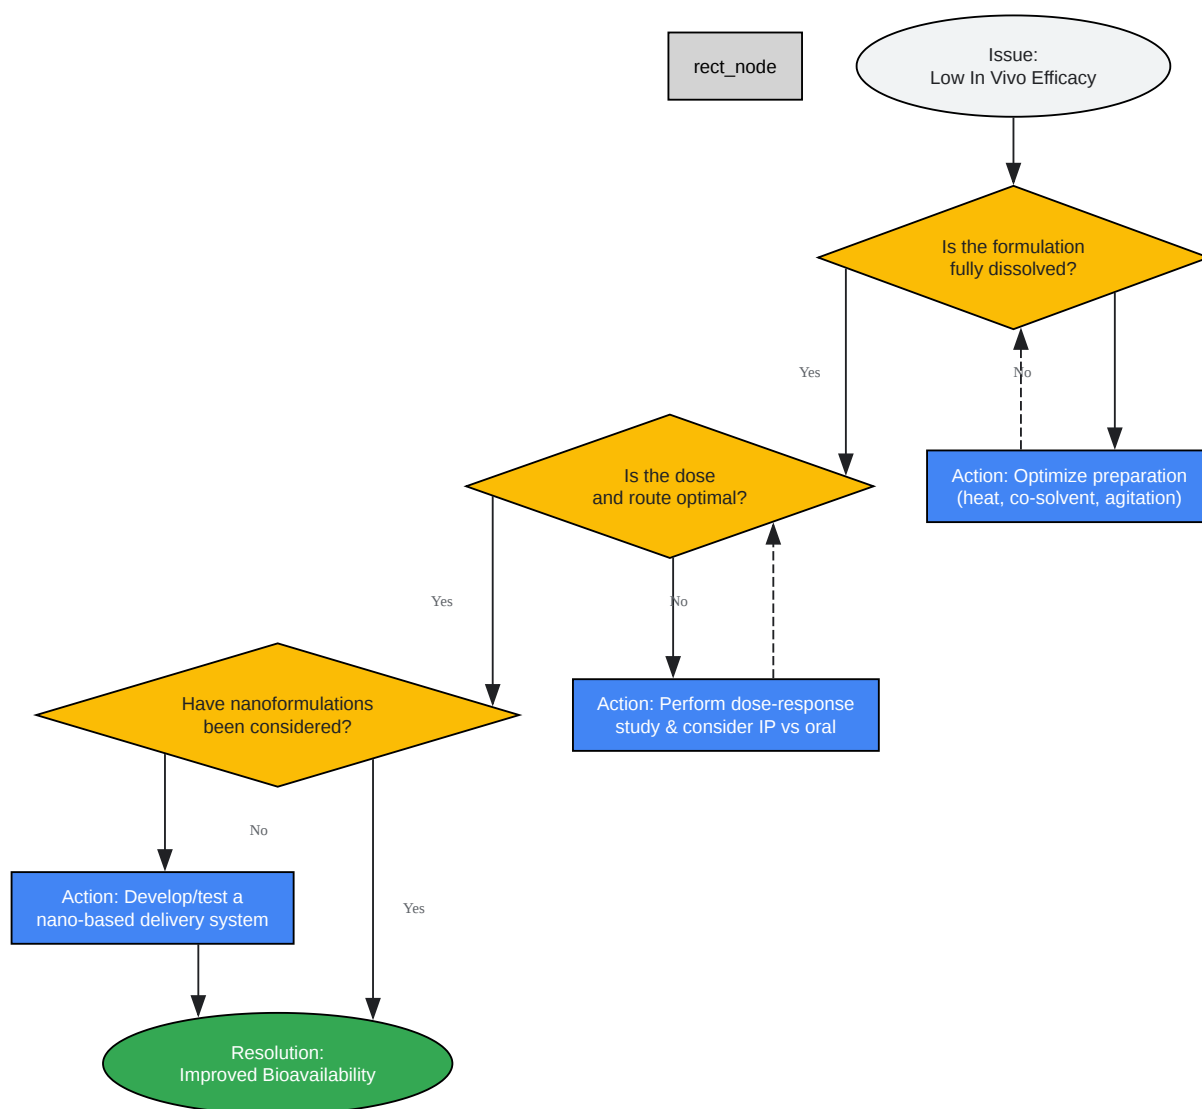 rect_node
Issue:
Low In Vivo Efficacy
Is the formulation
fully dissolved?
Yes
No
Action: Optimize preparation
(heat, co-solvent, agitation)
Is the dose
and route optimal?
Yes
No
Action: Perform dose-response
study & consider IP vs oral
Have nanoformulations
been considered?
No
Yes
Action: Develop/test a
nano-based delivery system
Resolution:
Improved Bioavailability